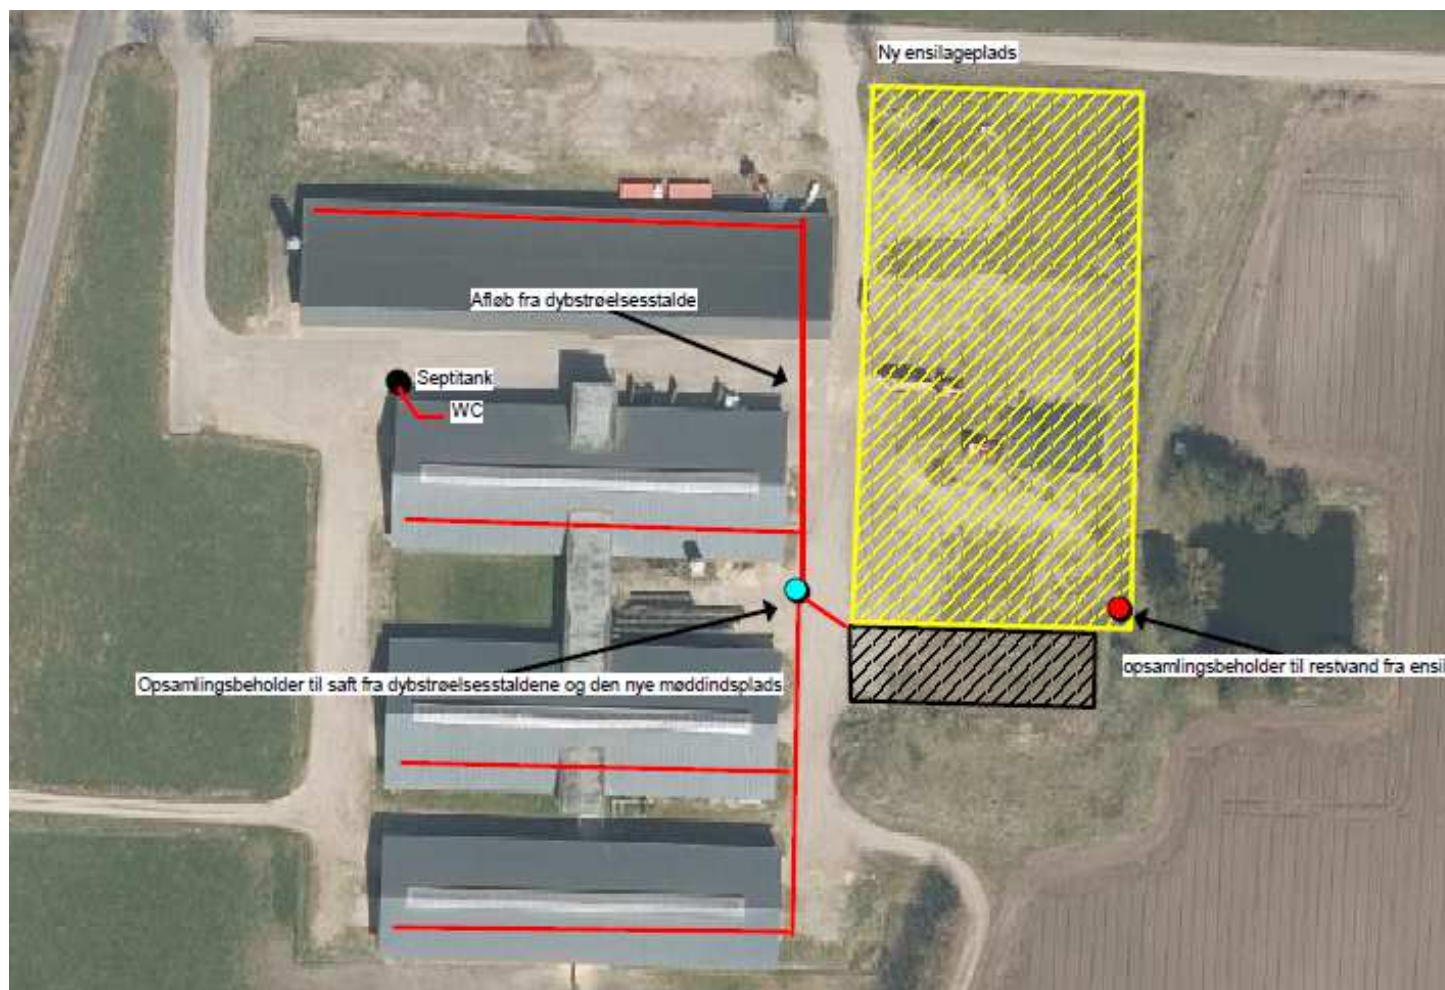 Ny ensilageplads
Afløb fra dybstrøelsesstalde
Septitank
WC
opsamlingsbeholder til restvand fra ensil
Opsamlingsbeholder til saft fra dybstrøelsesstaldene og den nye møddindsplads